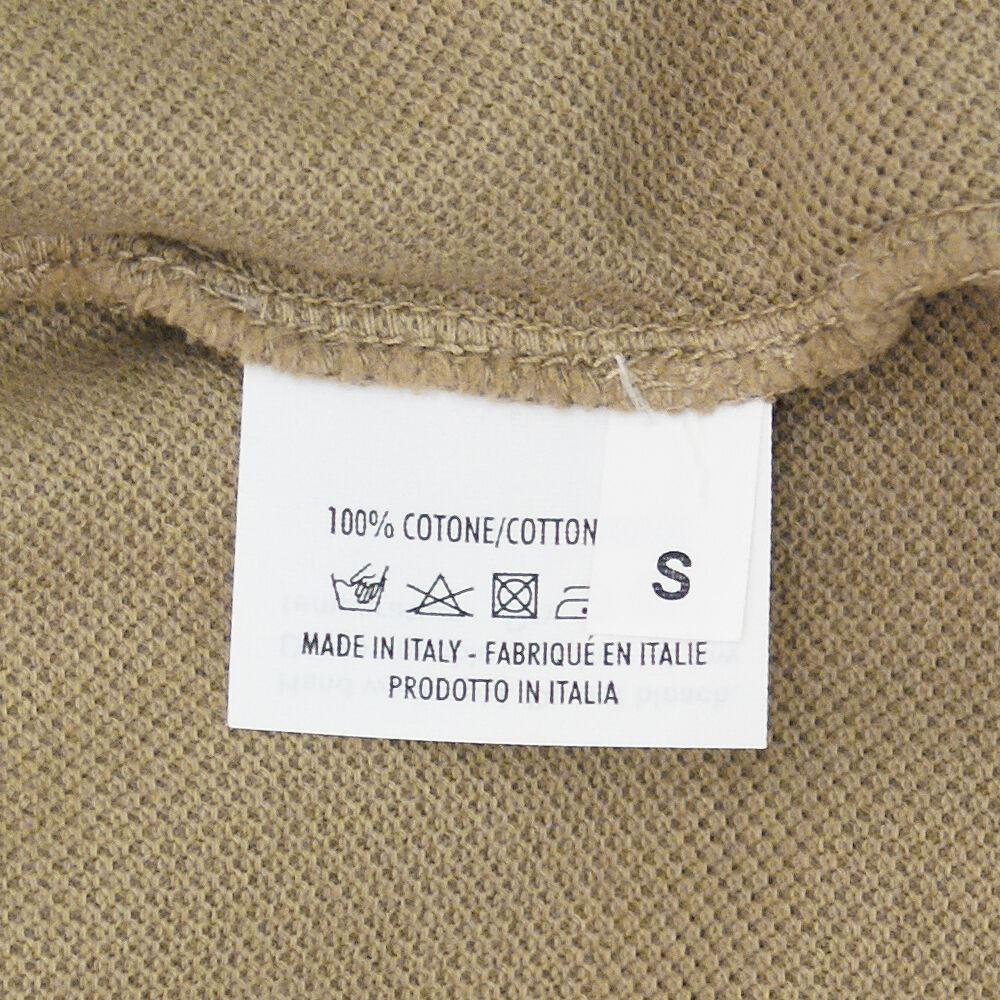 100% COTONE/COTTON
S
MADE IN ITALY - FABRIQUÉ EN ITALIE
PRODOTTO IN ITALIA